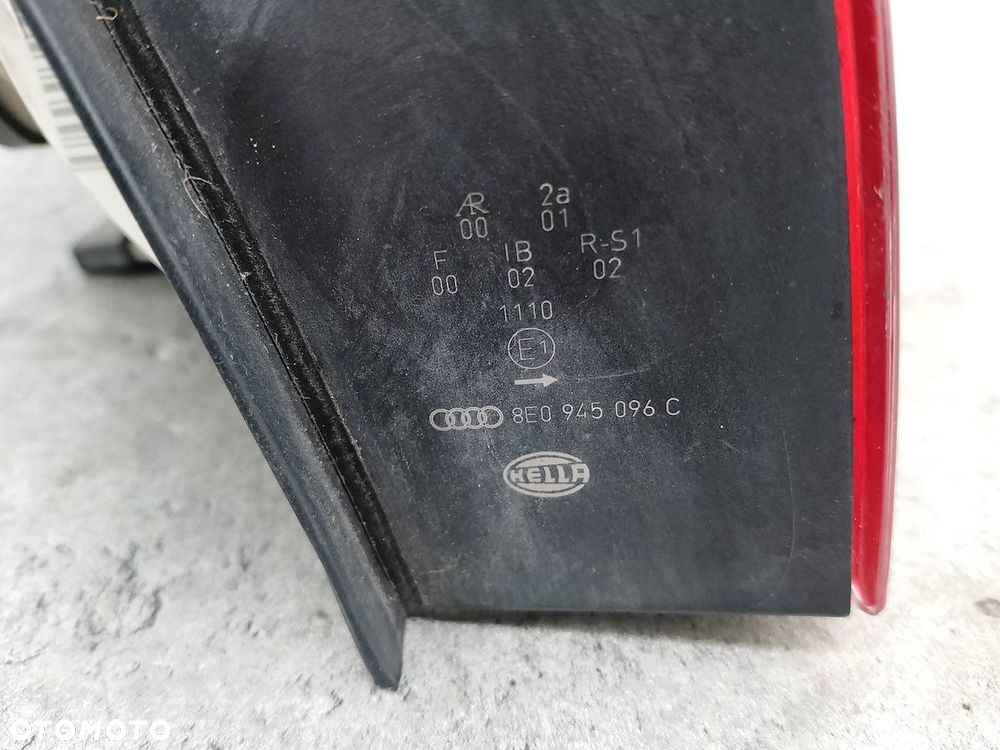 AR 2a
00 01
F IB R-S1
00 02 02
1110
E1
8E0 945 096 C
HELLA
OTOMOTO